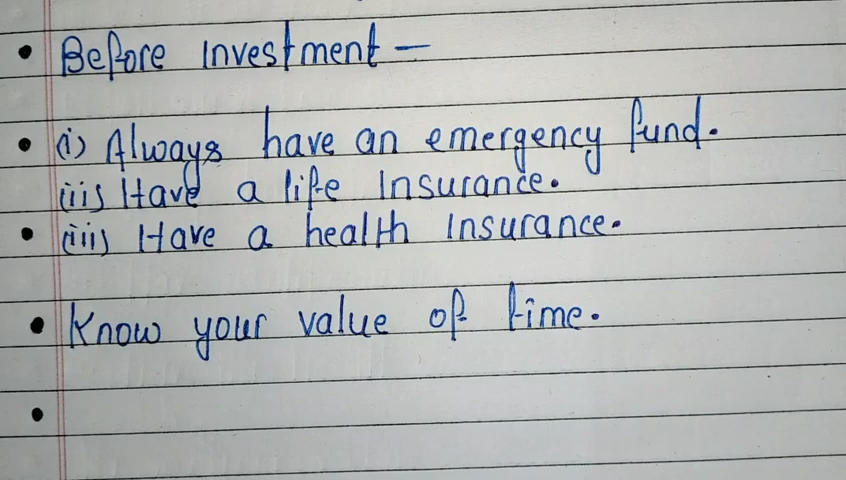 • Before Investment —
• (i) Always have an emergency fund.
(ii) Have a life Insurance.
• (iii) Have a health Insurance.
• Know your value of time.
•